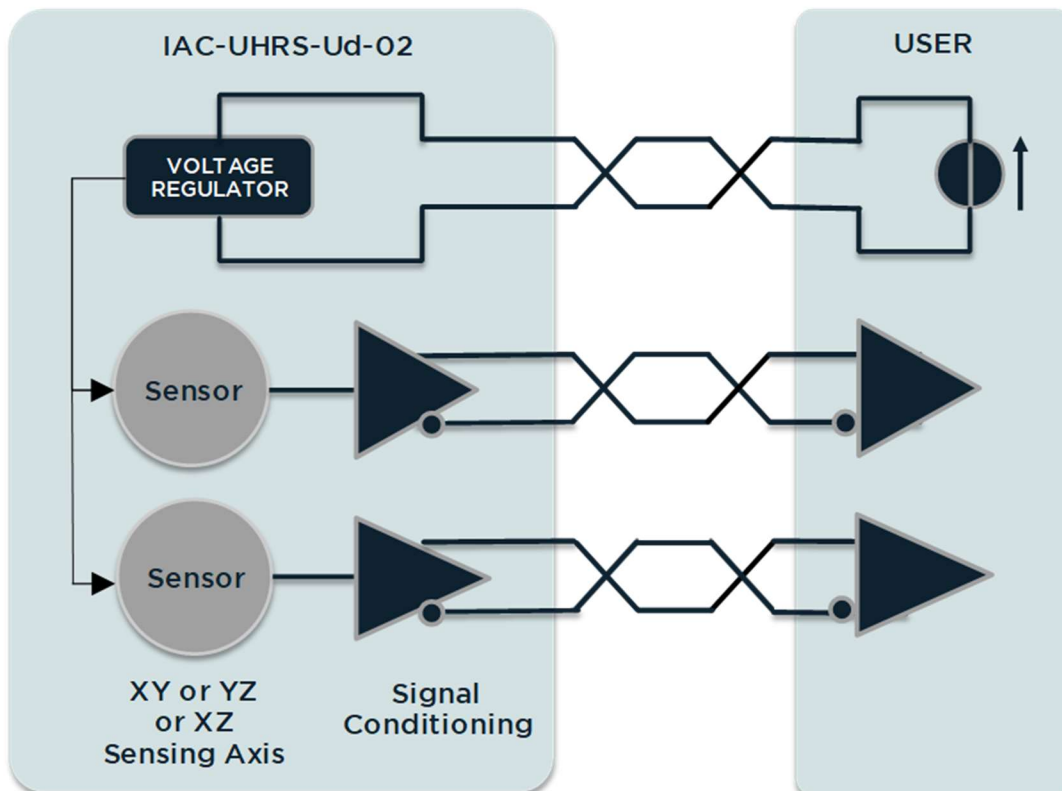 IAC-UHRS-Ud-02
USER
VOLTAGE
REGULATOR
Sensor
Sensor
XY or YZ
or XZ
Sensing Axis
Signal
Conditioning